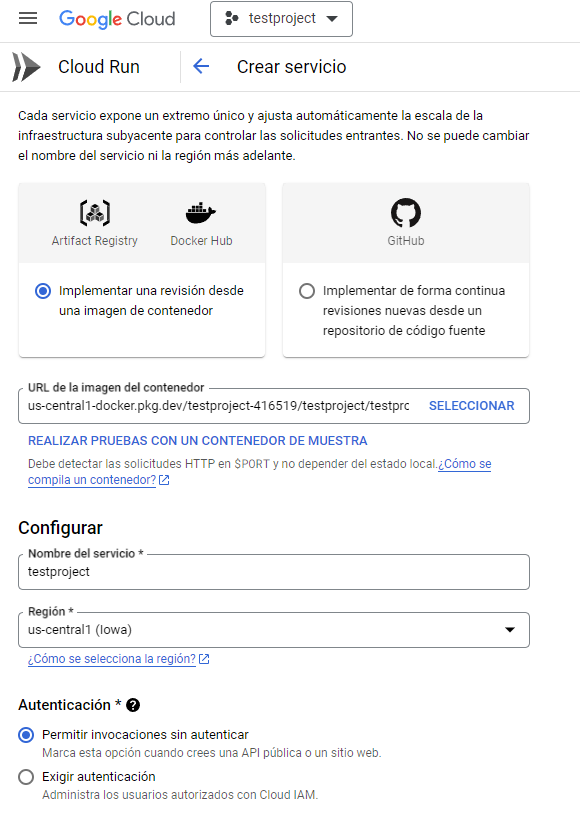 Google Cloud
testproject
Cloud Run
Crear servicio
Cada servicio expone un extremo único y ajusta automáticamente la escala de la
infraestructura subyacente para controlar las solicitudes entrantes. No se puede cambiar
el nombre del servicio ni la región más adelante.
Artifact Registry
Docker Hub
GitHub
Implementar una revisión desde
una imagen de contenedor
Implementar de forma continua
revisiones nuevas desde un
repositorio de código fuente
URL de la imagen del contenedor
us-central1-docker.pkg.dev/testproject-416519/testproject/testprc
SELECCIONAR
REALIZAR PRUEBAS CON UN CONTENEDOR DE MUESTRA
Debe detectar las solicitudes HTTP en $PORT y no depender del estado local.¿Cómo se
compila un contenedor?
Configurar
Nombre del servicio *
testproject
Región *
us-central1 (Iowa)
¿Cómo se selecciona la región?
Autenticación * ?
Permitir invocaciones sin autenticar
Marca esta opción cuando crees una API pública o un sitio web.
Exigir autenticación
Administra los usuarios autorizados con Cloud IAM.